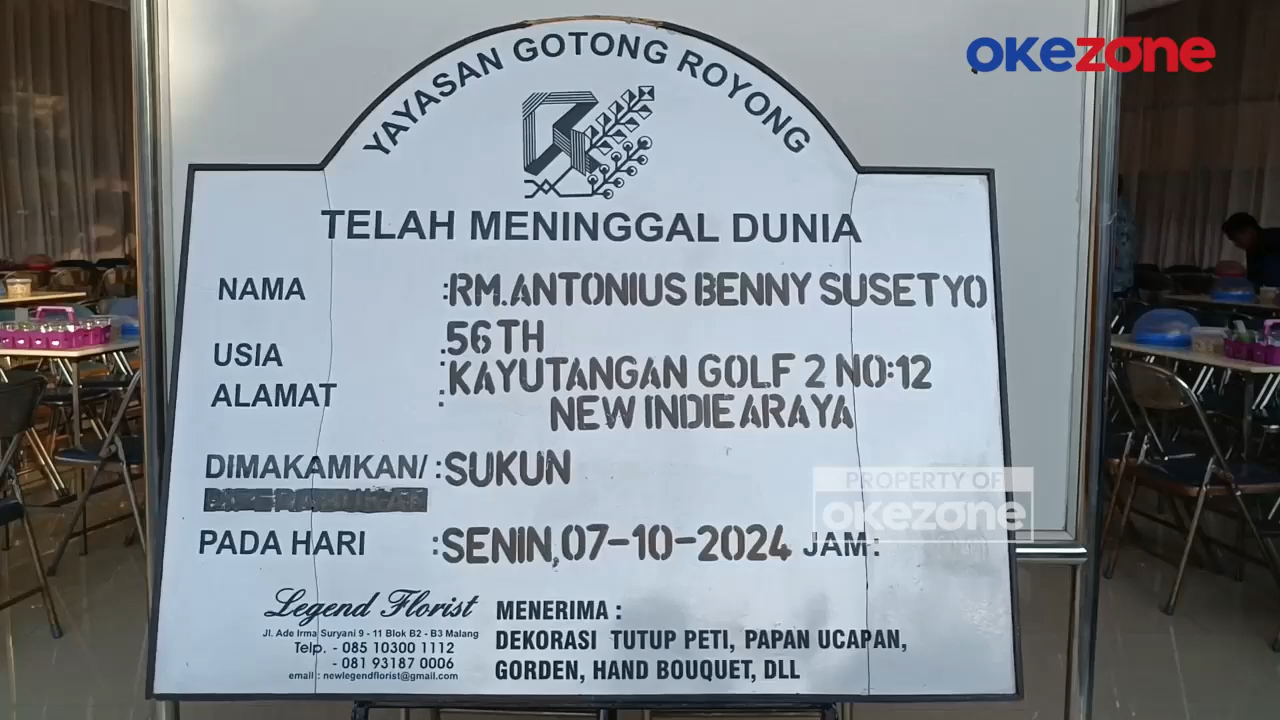 okezone
YAYASAN GOTONG ROYONG
TELAH MENINGGAL DUNIA
NAMA :RM.ANTONIUS BENNY SUSETYO
USIA :56TH
ALAMAT :KAYUTANGAN GOLF 2 NO:12
NEW INDIE ARAYA
DIMAKAMKAN/ :SUKUN
PADA HARI :SENIN,07-10-2024 JAM:
PROPERTY OF
okezone
Legend Florist
Jl. Ade Irma Suryani 9 - 11 Blok B2 - B3 Malang
Telp. - 085 10300 1112
- 081 93187 0006
email : newlegendflorist@gmail.com
MENERIMA :
DEKORASI TUTUP PETI, PAPAN UCAPAN,
GORDEN, HAND BOUQUET, DLL